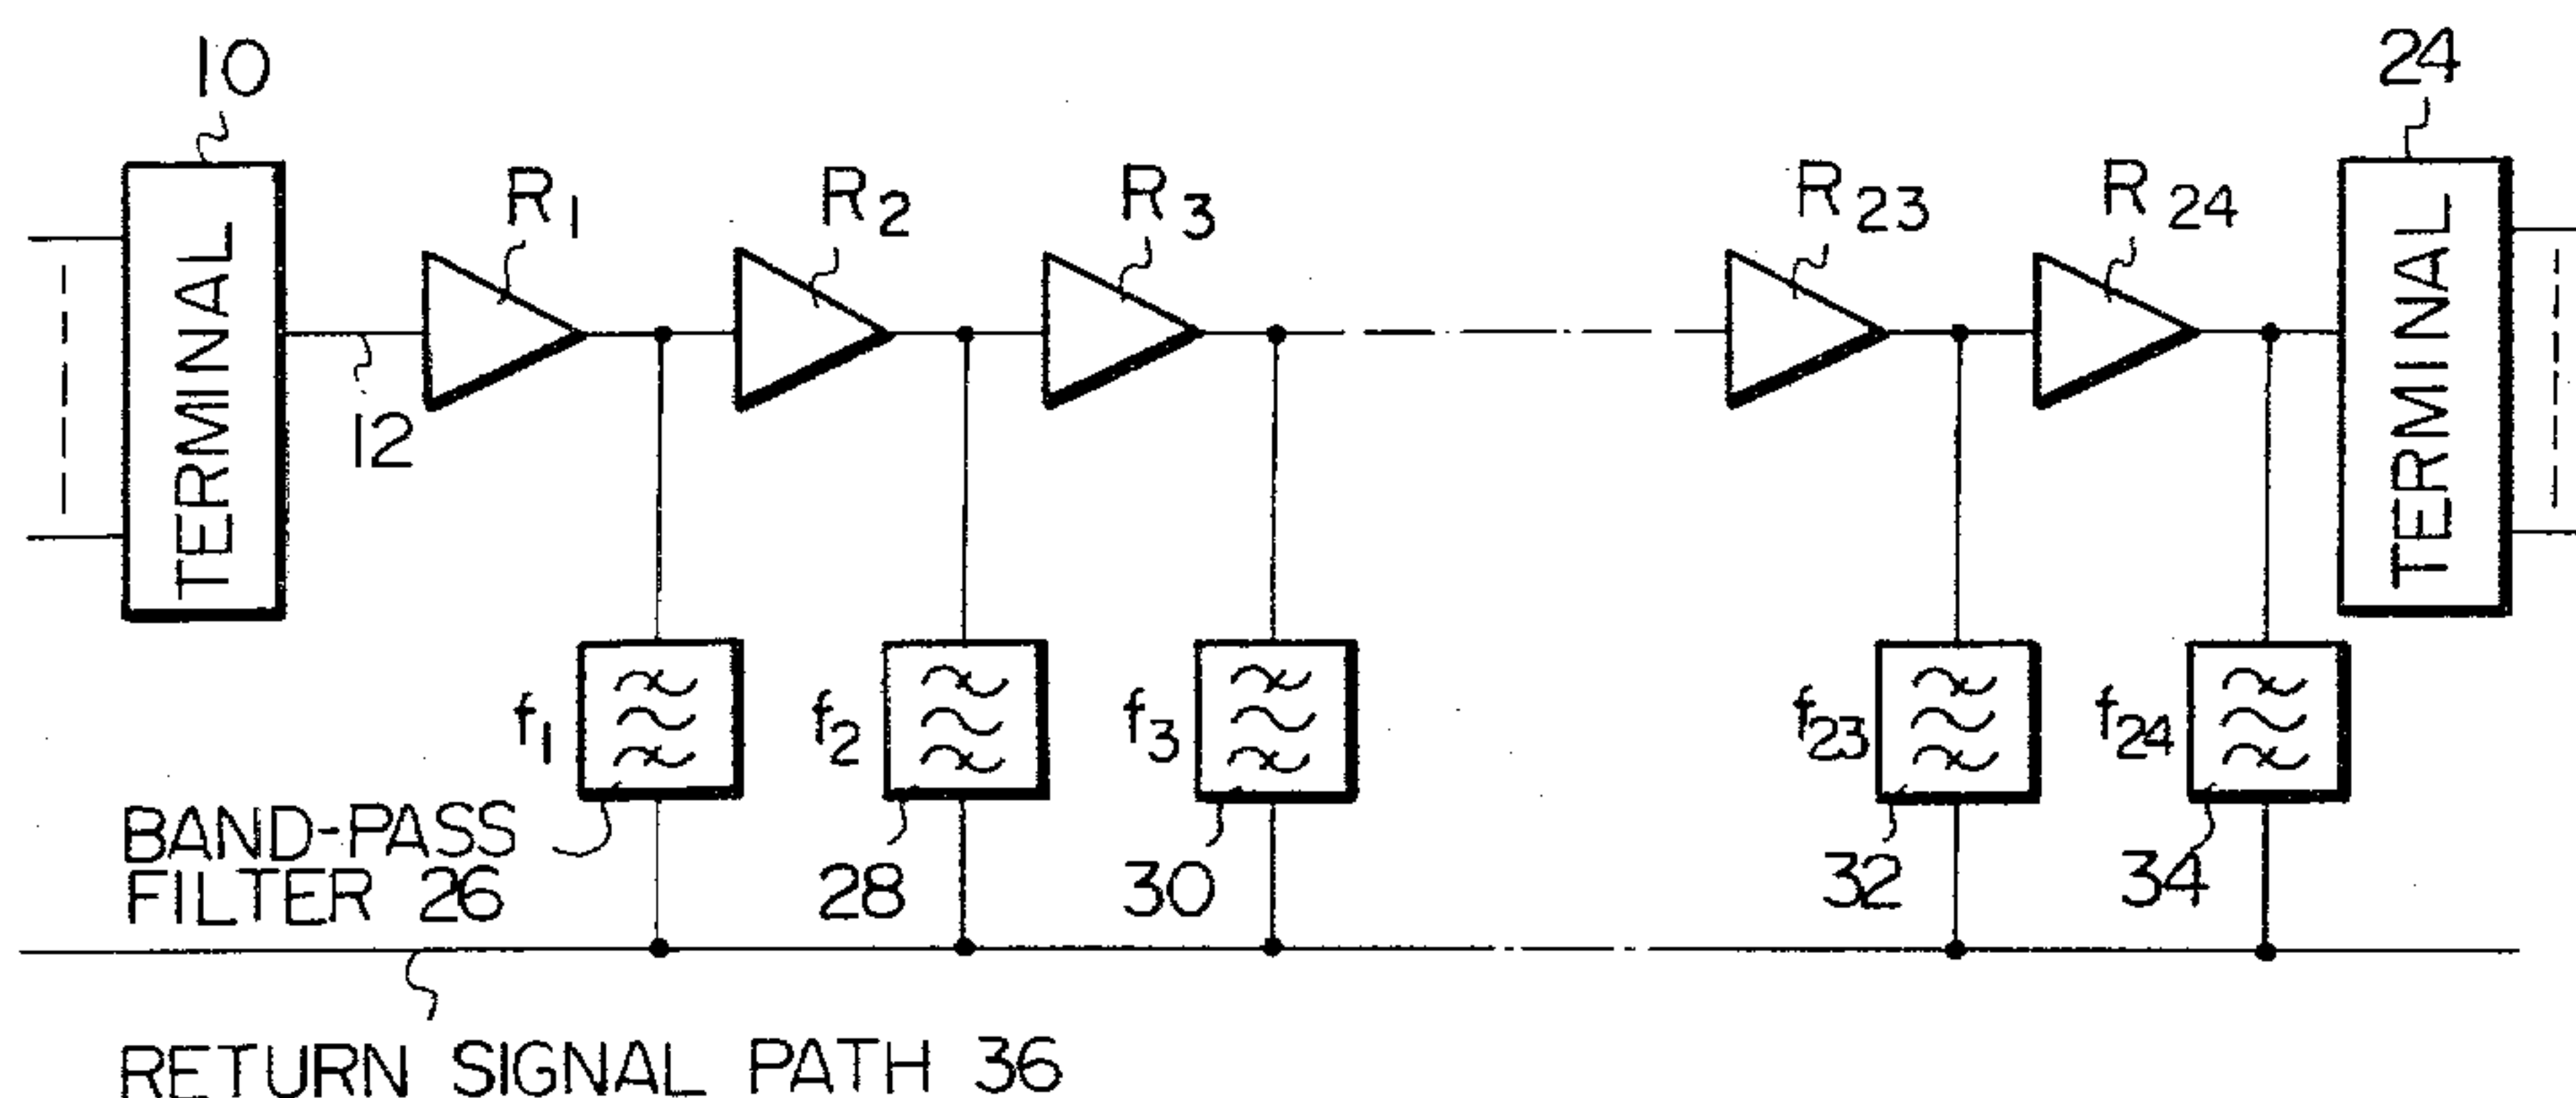 10
24
R1
R2
R3
R23
R24
TERMINAL
TERMINAL
12
f1
f2
f3
f23
f24
BAND-PASS
FILTER 26
28
30
32
34
RETURN SIGNAL PATH 36